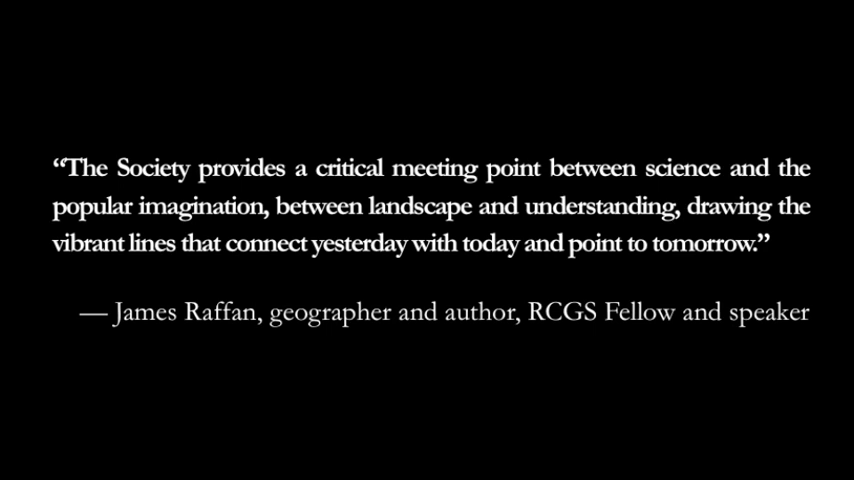 “The Society provides a critical meeting point between science and the
popular imagination, between landscape and understanding, drawing the
vibrant lines that connect yesterday with today and point to tomorrow.”
— James Raffan, geographer and author, RCGS Fellow and speaker